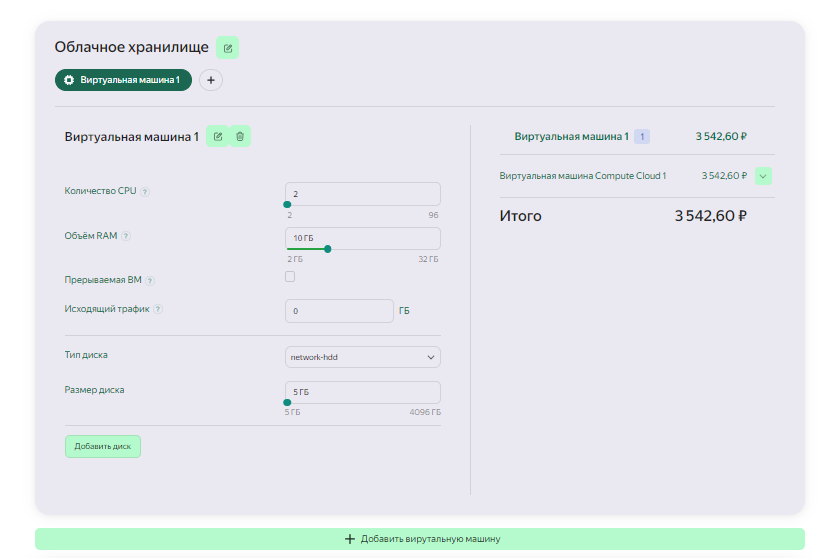 Облачное хранилище
Виртуальная машина 1 +
Виртуальная машина 1
Количество CPU ?
2
2 96
Объём RAM ?
10 ГБ
2 ГБ 32 ГБ
Прерываемая ВМ ?
Исходящий трафик ?
0 ГБ
Тип диска
network-hdd
Размер диска
5 ГБ
5 ГБ 4096 ГБ
Добавить диск
Виртуальная машина 1 1 3 542,60 ₽
Виртуальная машина Compute Cloud 1 3 542,60 ₽
Итого 3 542,60 ₽
+ Добавить вирутальную машину